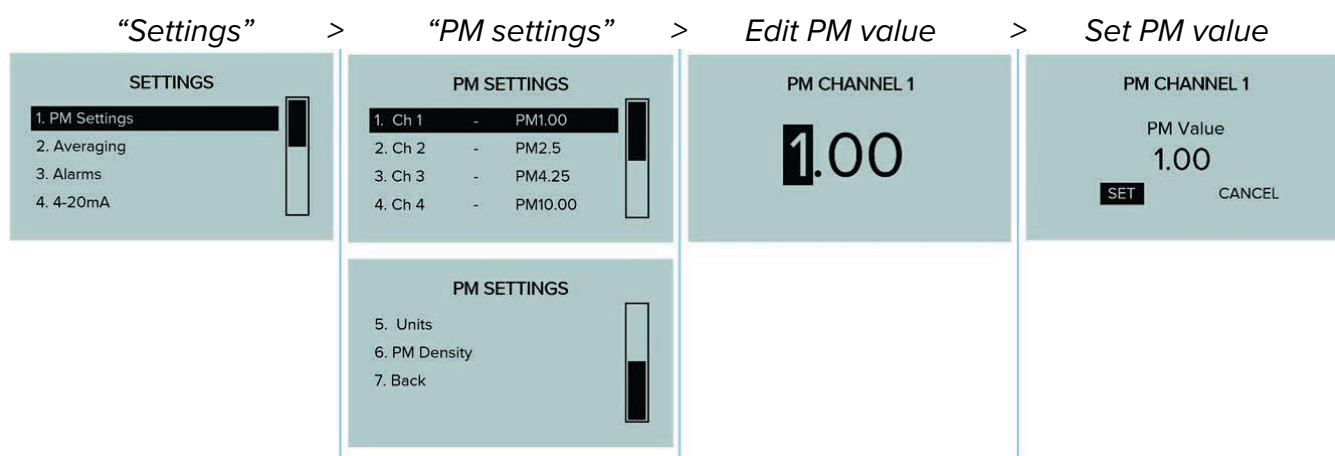 “Settings” > “PM settings” > Edit PM value > Set PM value
SETTINGS
1. PM Settings
2. Averaging
3. Alarms
4. 4-20mA
PM SETTINGS
1. Ch 1 - PM1.00
2. Ch 2 - PM2.5
3. Ch 3 - PM4.25
4. Ch 4 - PM10.00
PM SETTINGS
5. Units
6. PM Density
7. Back
PM CHANNEL 1
1.00
PM CHANNEL 1
PM Value
1.00
SET CANCEL